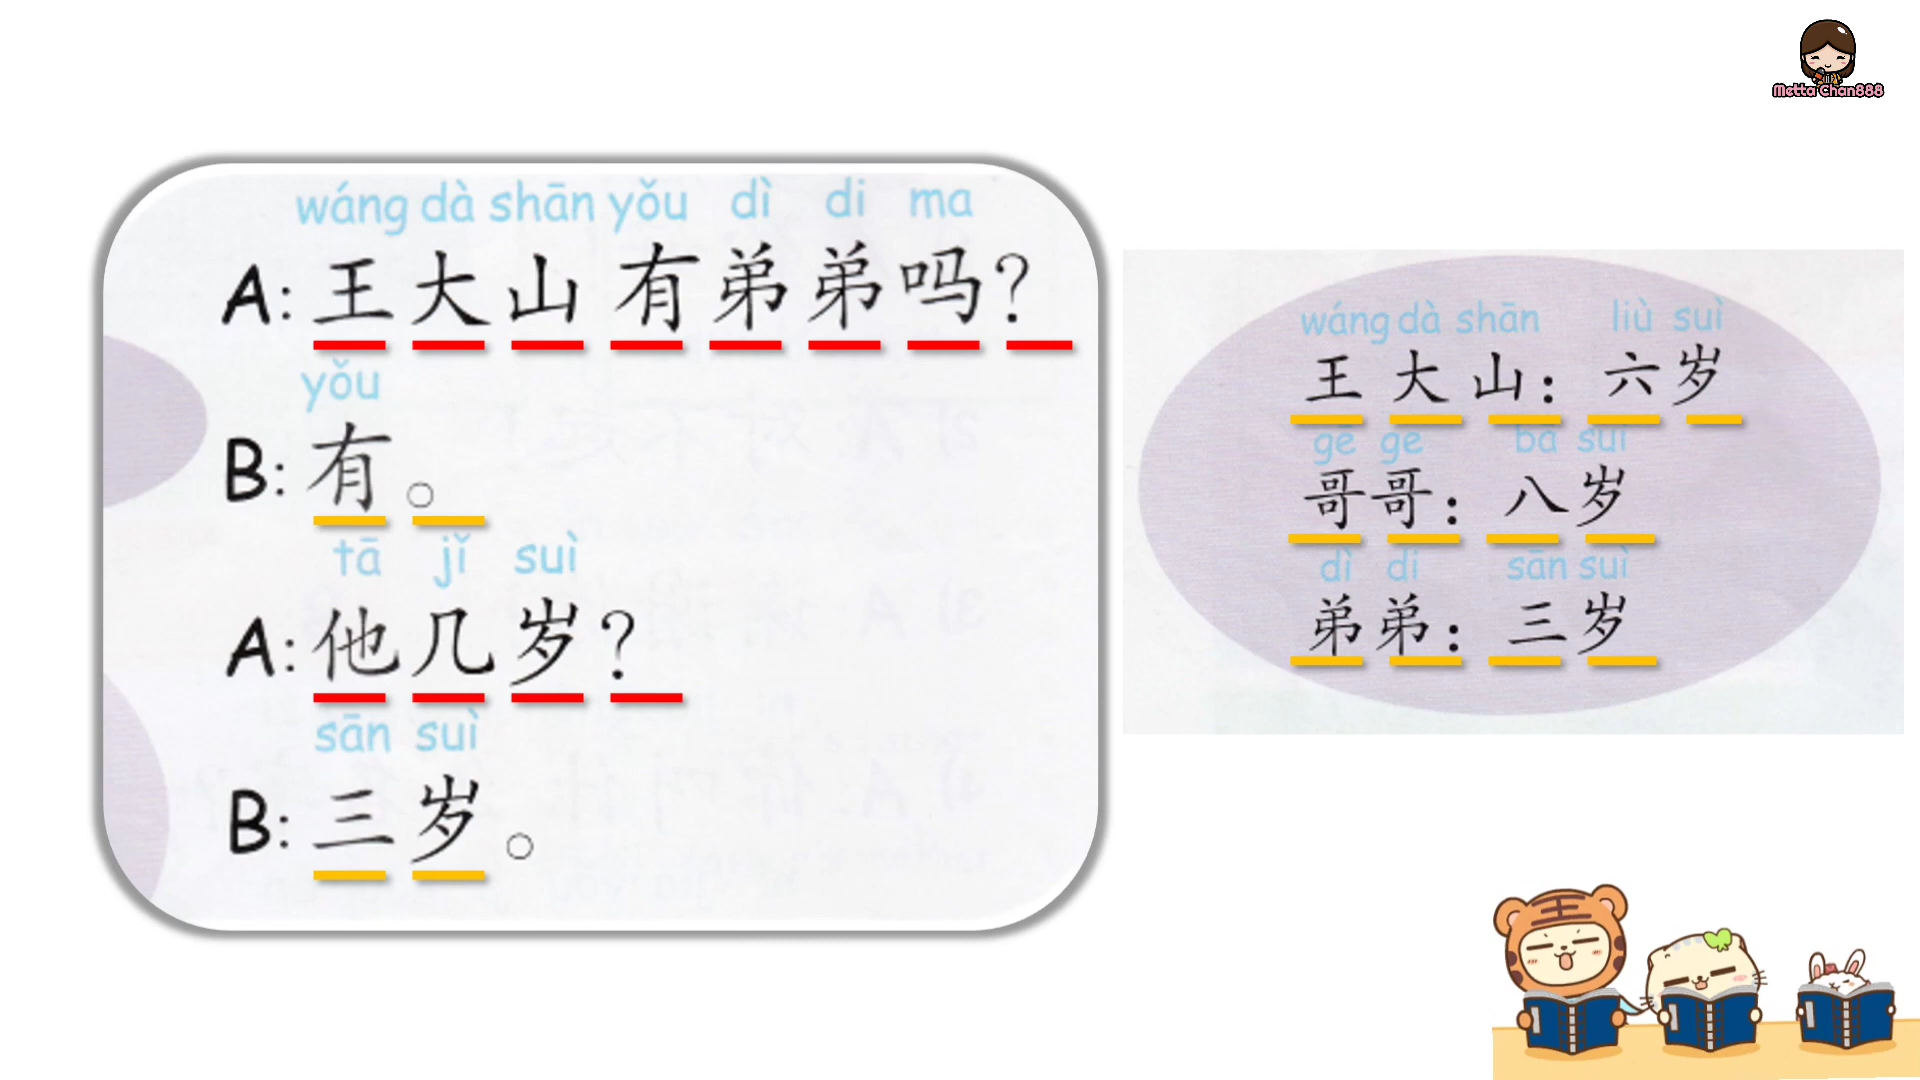 wáng dà shān yǒu dì di ma
A: 王大山有弟弟吗？
yǒu
B: 有。
tā jǐ suì
A: 他几岁？
sān suì
B: 三岁。
wáng dà shān liù suì
王大山：六岁
gē ge bā suì
哥哥：八岁
dì di sān suì
弟弟：三岁
Metta Chan888
王